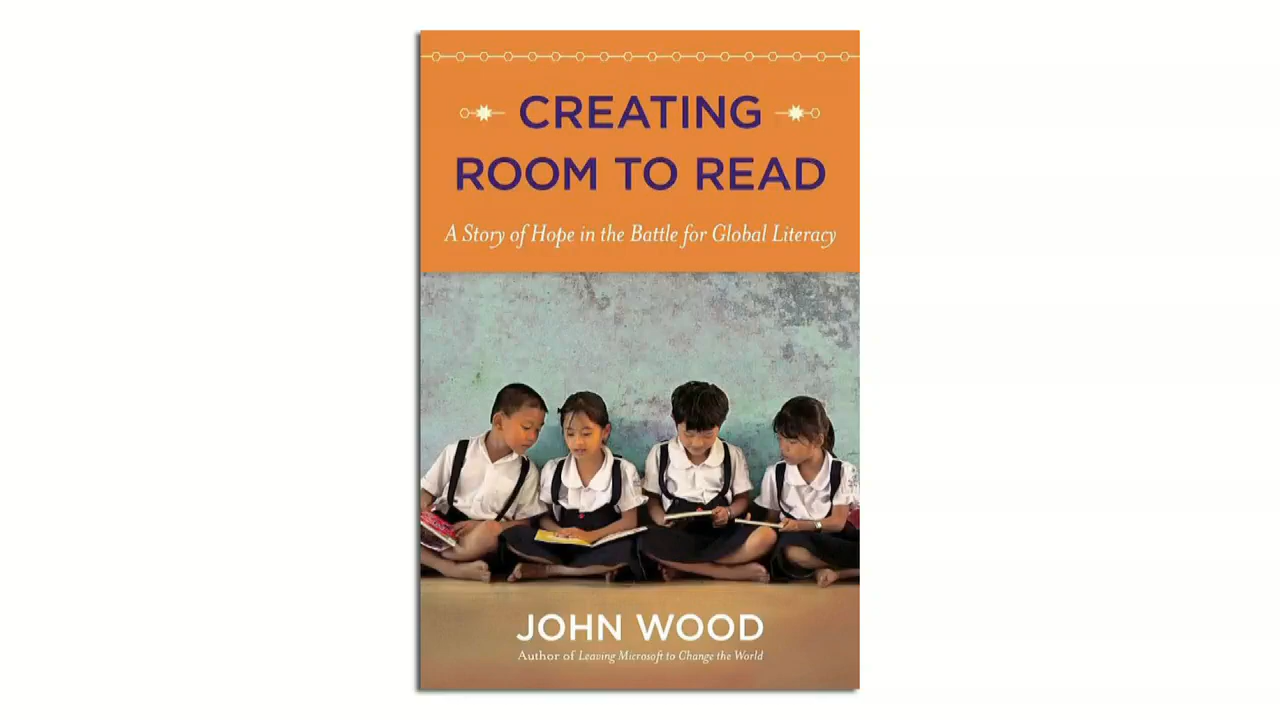 CREATING
ROOM TO READ
A Story of Hope in the Battle for Global Literacy
JOHN WOOD
Author of Leaving Microsoft to Change the World